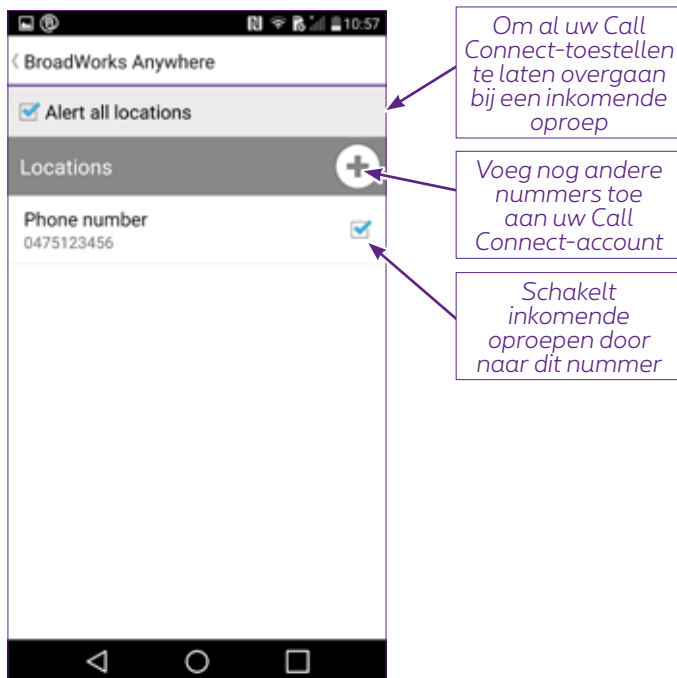 10:57
BroadWorks Anywhere
Alert all locations
Locations
Phone number
0475123456
Om al uw Call
Connect-toestellen
te laten overgaan
bij een inkomende
oproep
Voeg nog andere
nummers toe
aan uw Call
Connect-account
Schakelt
inkomende
oproepen door
naar dit nummer